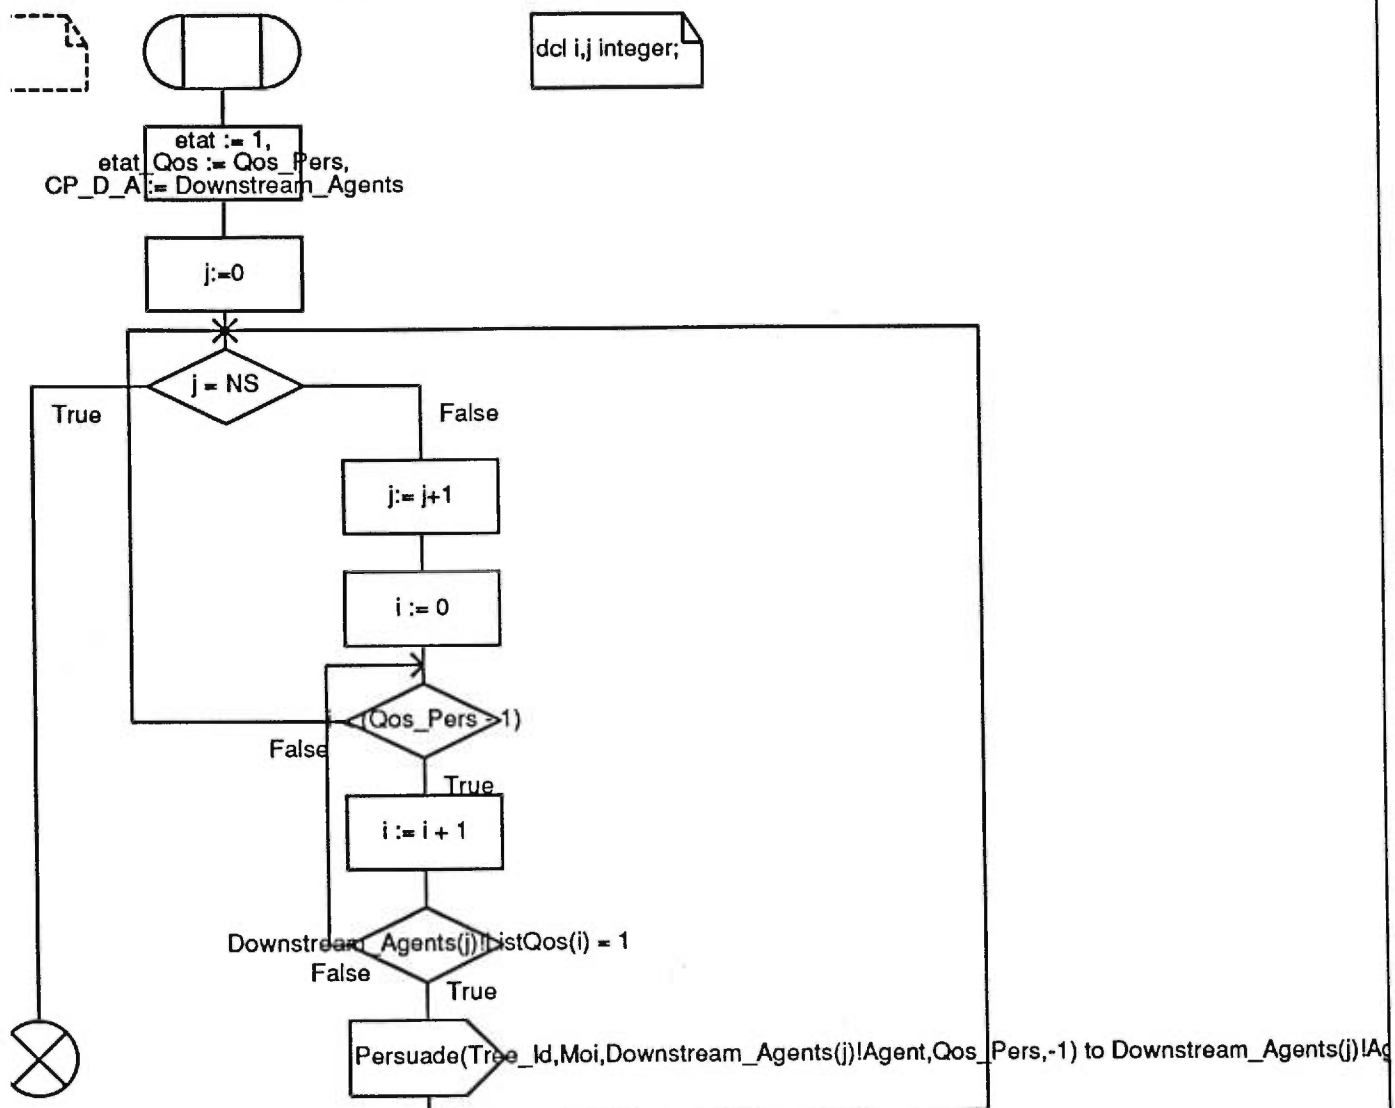 dcl i,j integer;
etat := 1,
etat_Qos := Qos_Pers,
CP_D_A := Downstream_Agents
j:=0
j = NS
True
False
j:= j+1
i := 0
(Qos_Pers -1)
False
True
i := i + 1
Downstream_Agents(j)!ListQos(i) = 1
False
True
Persuade(Tree_Id,Moi,Downstream_Agents(j)!Agent,Qos_Pers,-1) to Downstream_Agents(j)!Ag